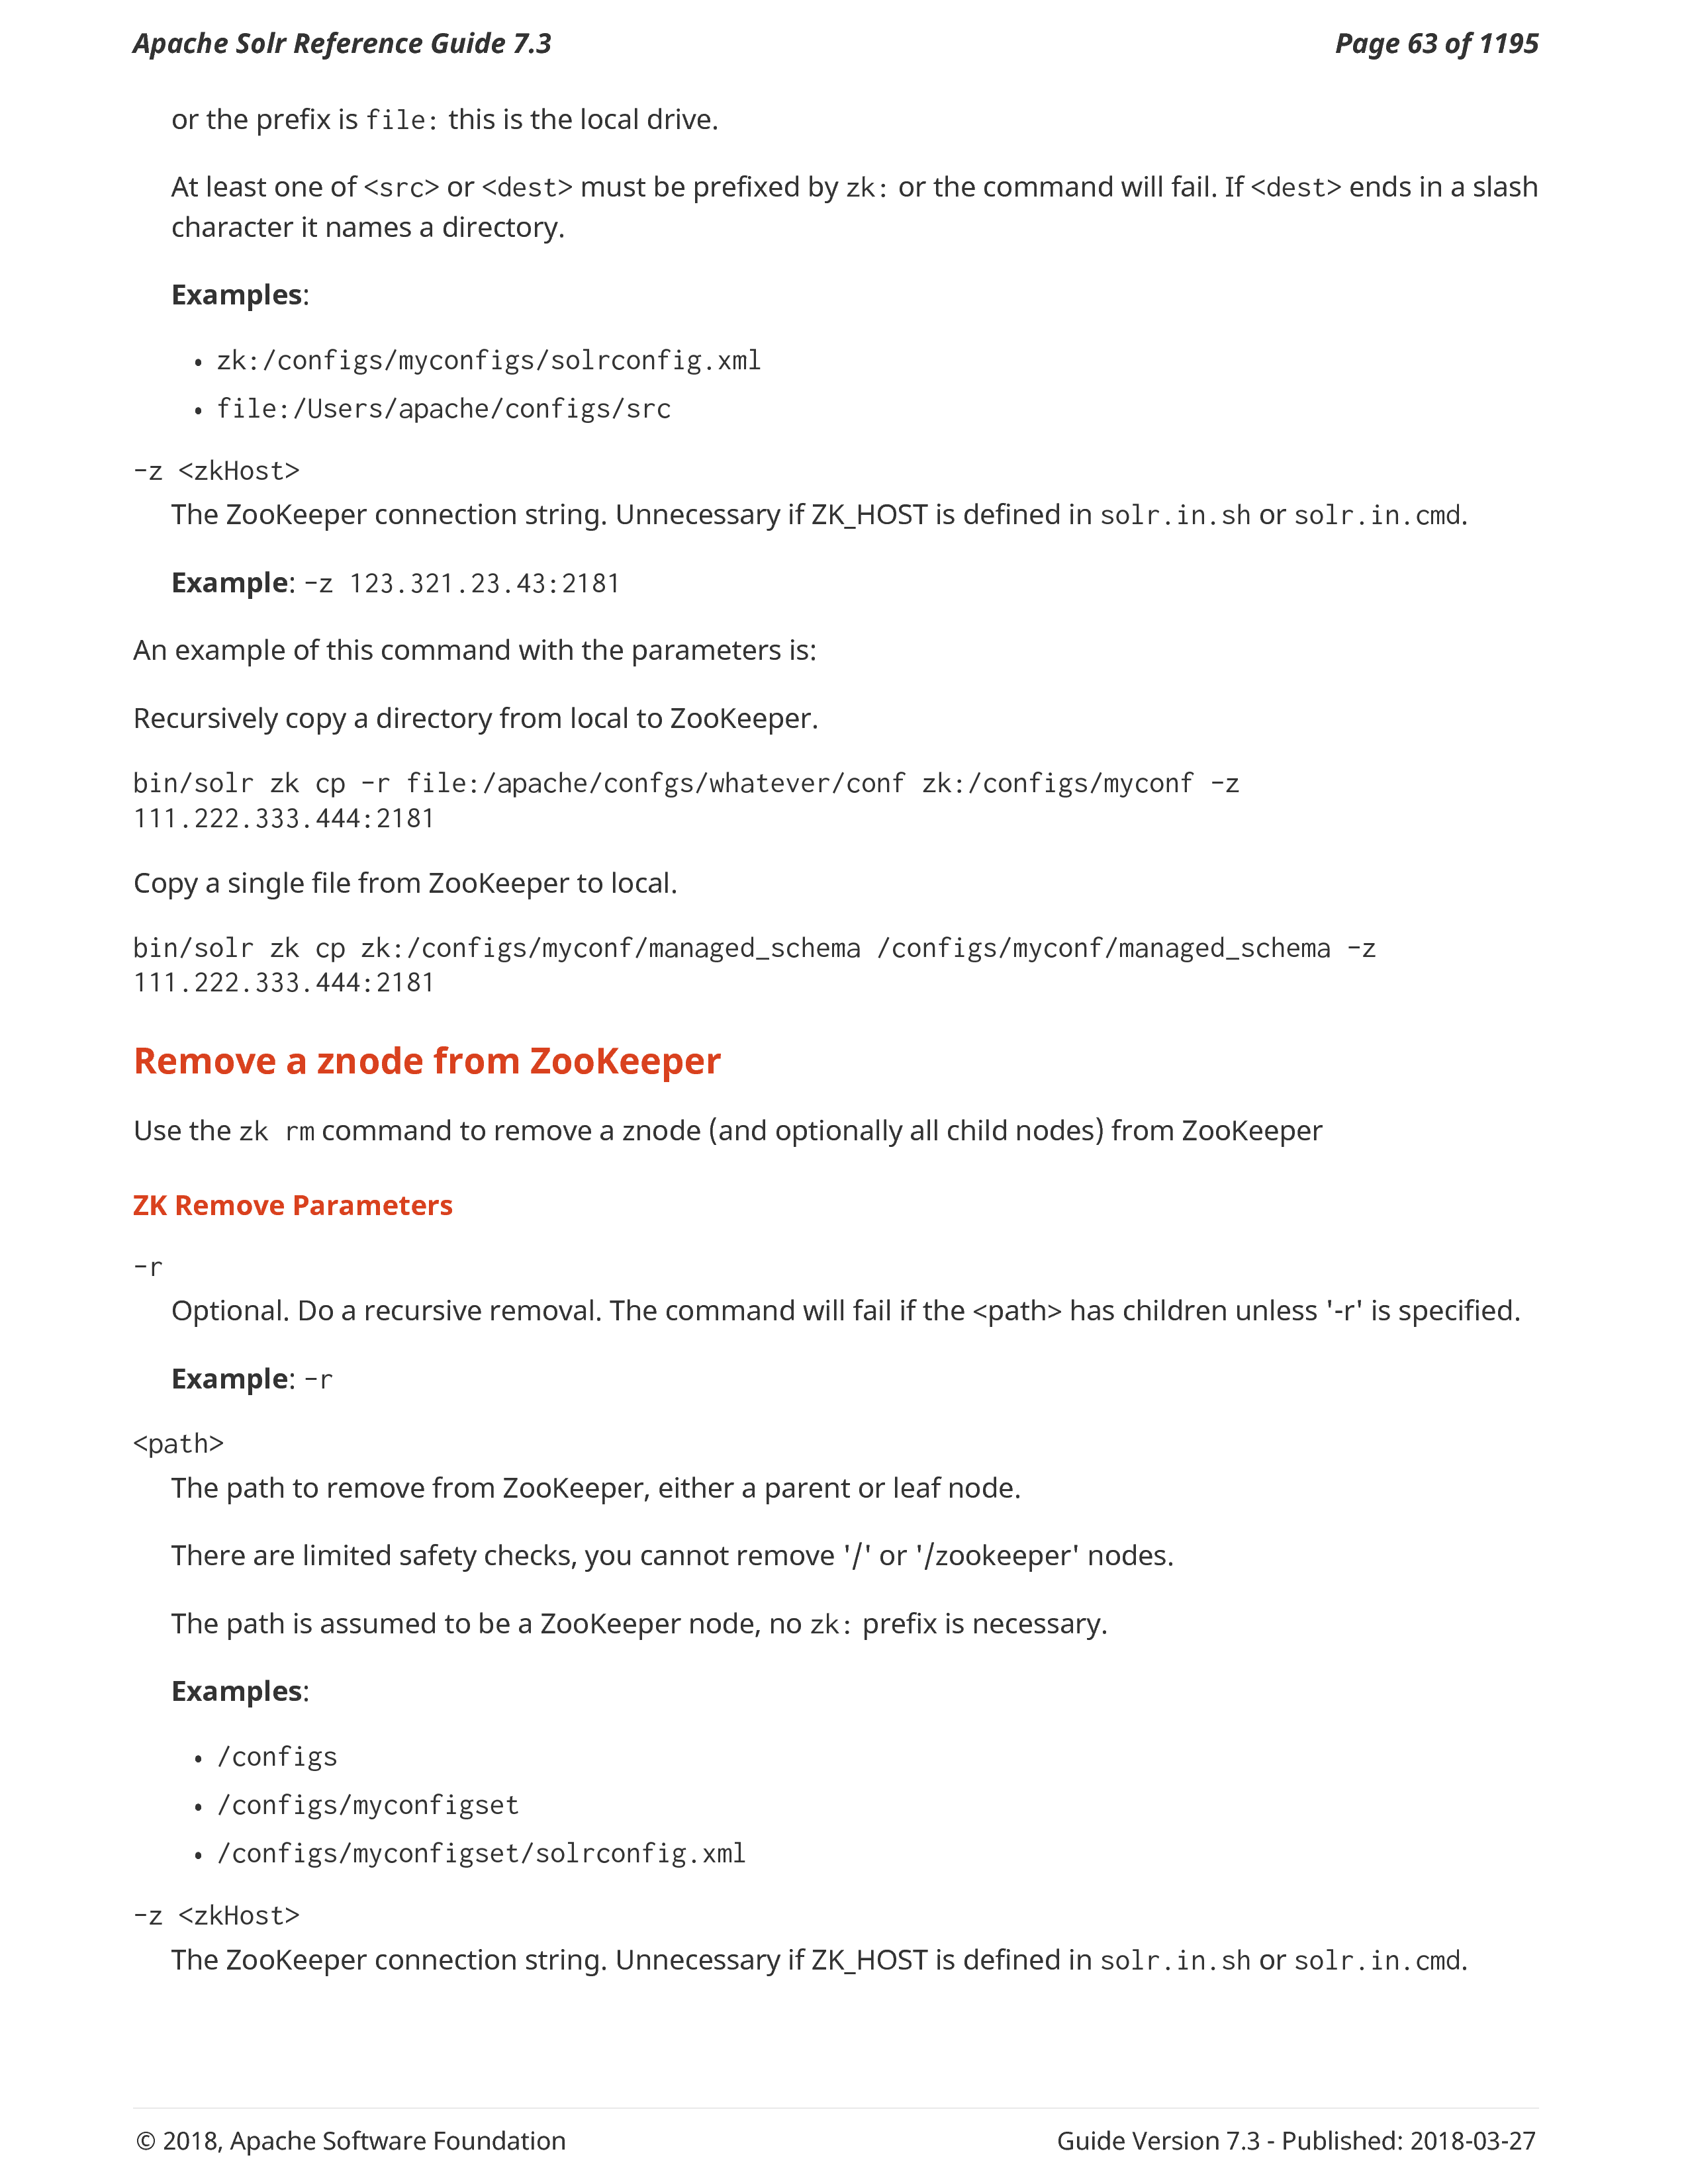 Apache Solr Reference Guide 7.3 Page 63 of 1195
or the prefix is file: this is the local drive.
At least one of <src> or <dest> must be prefixed by zk: or the command will fail. If <dest> ends in a slash
character it names a directory.
Examples:
• zk:/configs/myconfigs/solrconfig.xml
• file:/Users/apache/configs/src
-z <zkHost>
The ZooKeeper connection string. Unnecessary if ZK_HOST is defined in solr.in.sh or solr.in.cmd.
Example: -z 123.321.23.43:2181
An example of this command with the parameters is:
Recursively copy a directory from local to ZooKeeper.
bin/solr zk cp -r file:/apache/confgs/whatever/conf zk:/configs/myconf -z
111.222.333.444:2181
Copy a single file from ZooKeeper to local.
bin/solr zk cp zk:/configs/myconf/managed_schema /configs/myconf/managed_schema -z
111.222.333.444:2181
Remove a znode from ZooKeeper
Use the zk rm command to remove a znode (and optionally all child nodes) from ZooKeeper
ZK Remove Parameters
-r
Optional. Do a recursive removal. The command will fail if the <path> has children unless '-r' is specified.
Example: -r
<path>
The path to remove from ZooKeeper, either a parent or leaf node.
There are limited safety checks, you cannot remove '/' or '/zookeeper' nodes.
The path is assumed to be a ZooKeeper node, no zk: prefix is necessary.
Examples:
• /configs
• /configs/myconfigset
• /configs/myconfigset/solrconfig.xml
-z <zkHost>
The ZooKeeper connection string. Unnecessary if ZK_HOST is defined in solr.in.sh or solr.in.cmd.
© 2018, Apache Software Foundation Guide Version 7.3 - Published: 2018-03-27